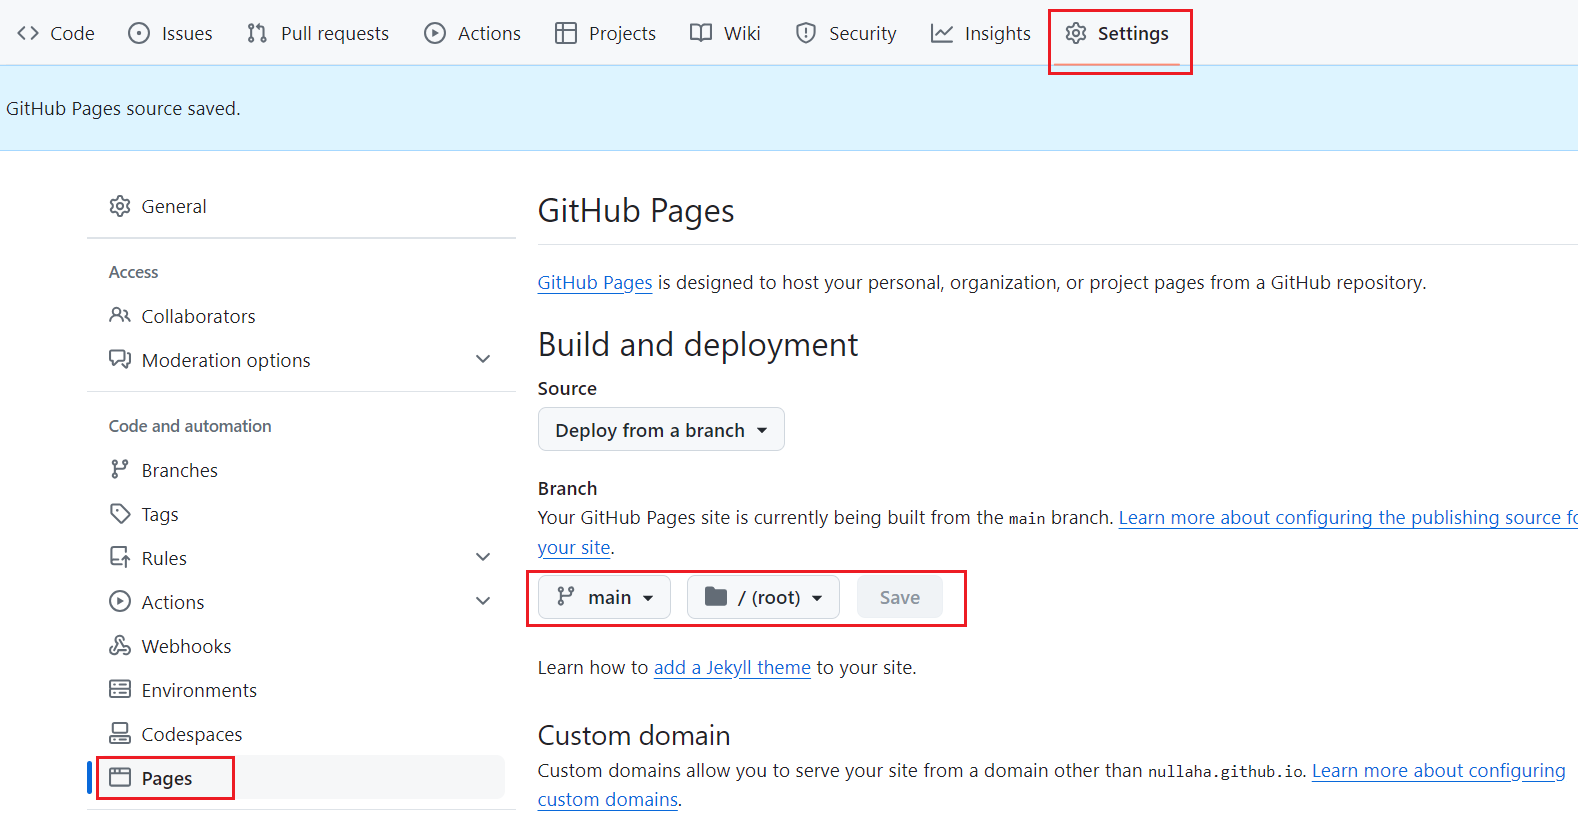 Code Issues Pull requests Actions Projects Wiki Security Insights Settings
GitHub Pages source saved.
General
Access
Collaborators
Moderation options
Code and automation
Branches
Tags
Rules
Actions
Webhooks
Environments
Codespaces
Pages
GitHub Pages
GitHub Pages is designed to host your personal, organization, or project pages from a GitHub repository.
Build and deployment
Source
Deploy from a branch
Branch
Your GitHub Pages site is currently being built from the main branch. Learn more about configuring the publishing source fo
your site.
main / (root) Save
Learn how to add a Jekyll theme to your site.
Custom domain
Custom domains allow you to serve your site from a domain other than nullaha.github.io. Learn more about configuring
custom domains.